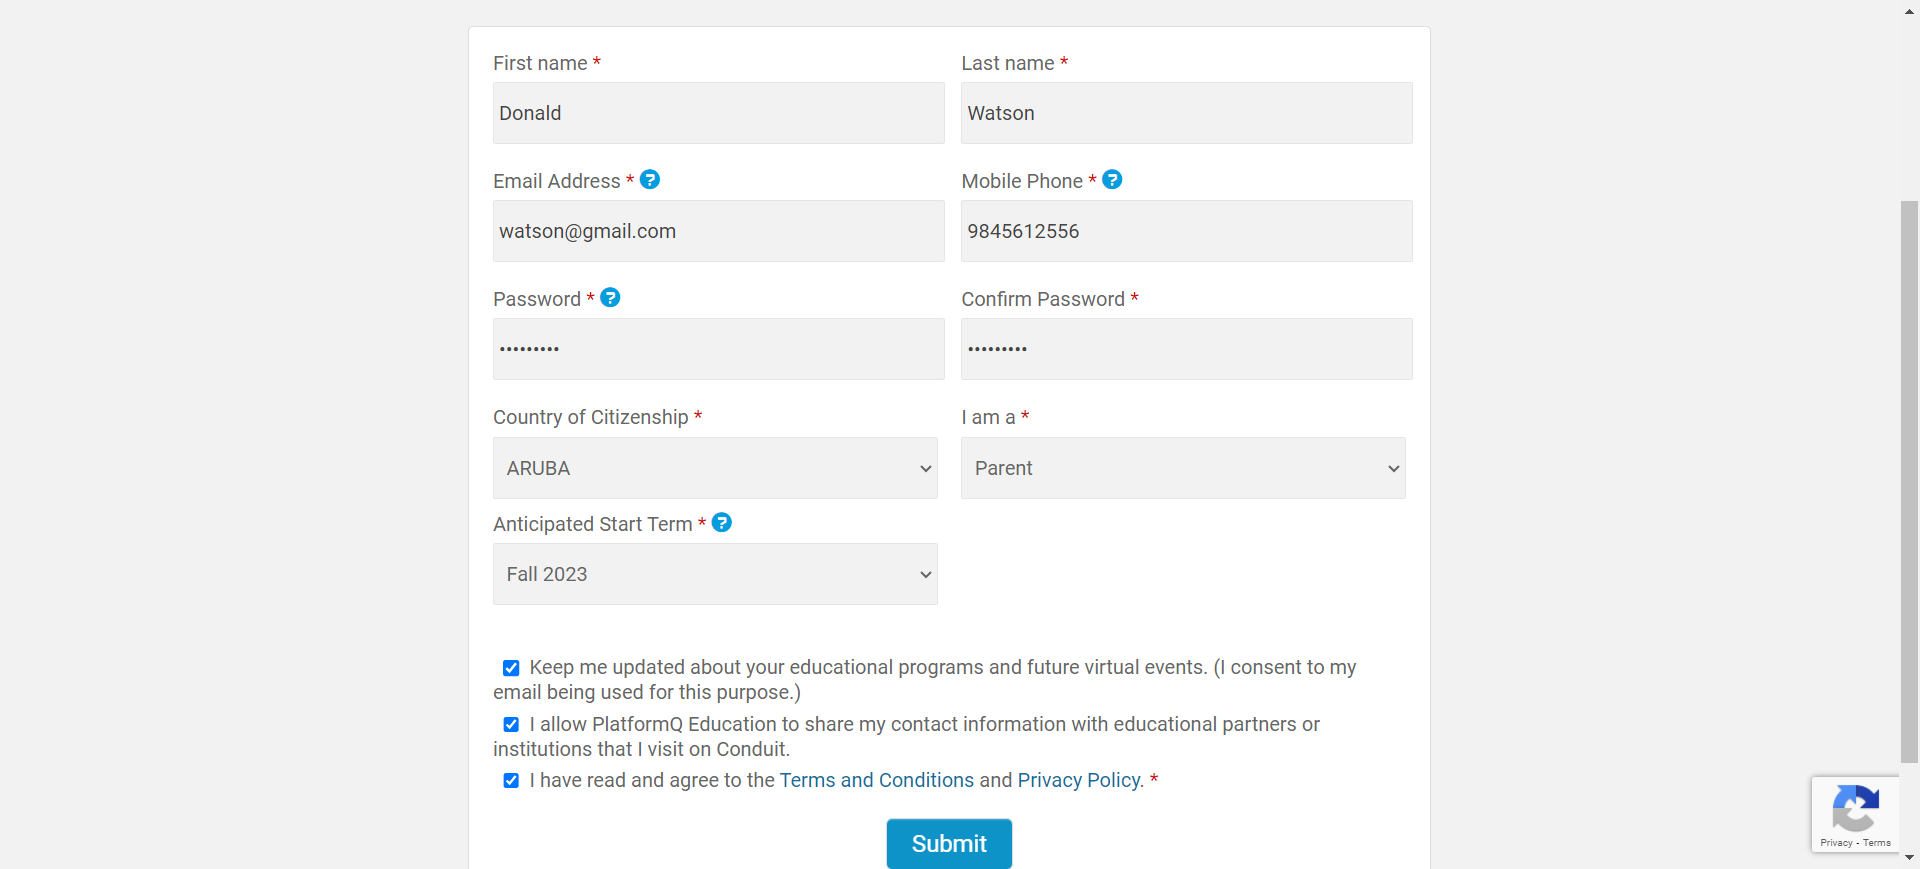 First name *
Last name *
Donald
Watson
Email Address * ?
Mobile Phone * ?
watson@gmail.com
9845612556
Password * ?
Confirm Password *
•••••••••
•••••••••
Country of Citizenship *
I am a *
ARUBA
Parent
Anticipated Start Term * ?
Fall 2023
Keep me updated about your educational programs and future virtual events. (I consent to my
email being used for this purpose.)
I allow PlatformQ Education to share my contact information with educational partners or
institutions that I visit on Conduit.
I have read and agree to the Terms and Conditions and Privacy Policy. *
Submit
Privacy - Terms